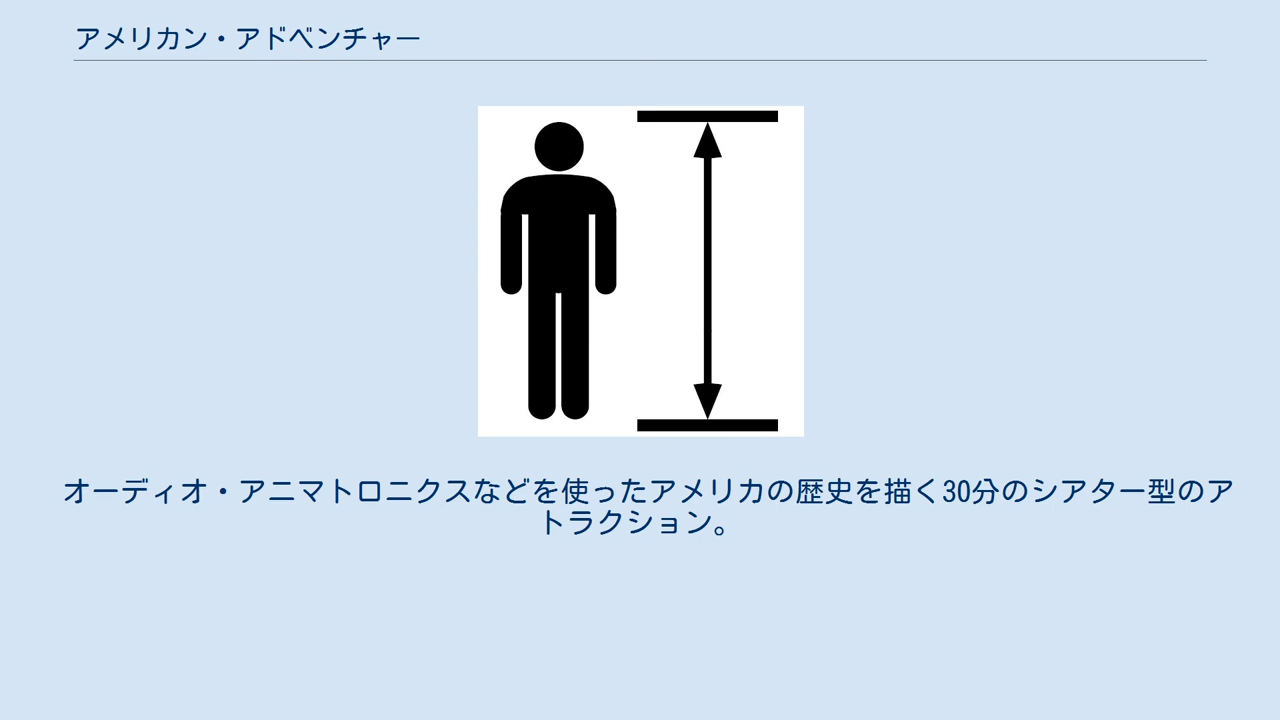 アメリカン・アドベンチャー
オーディオ・アニマトロニクスなどを使ったアメリカの歴史を描く30分のシアター型のア
トラクション。